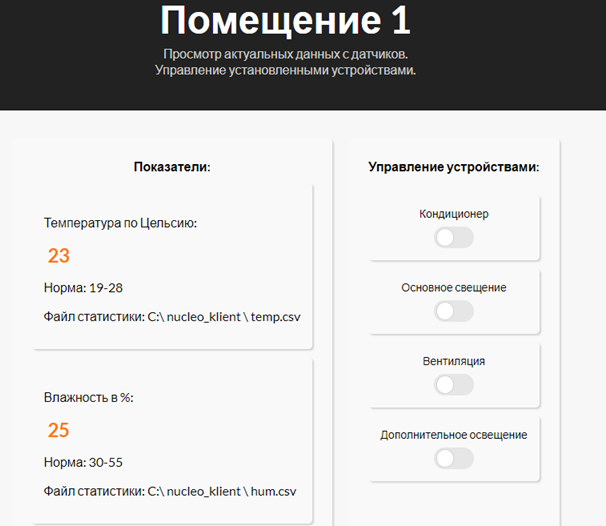 Помещение 1
Просмотр актуальных данных с датчиков.
Управление установленными устройствами.
Показатели:
Температура по Цельсию:
23
Норма: 19-28
Файл статистики: C:\ nucleo_klient \ temp.csv
Влажность в %:
25
Норма: 30-55
Файл статистики: C:\ nucleo_klient \ hum.csv
Управление устройствами:
Кондиционер
Основное свещение
Вентиляция
Дополнительное освещение